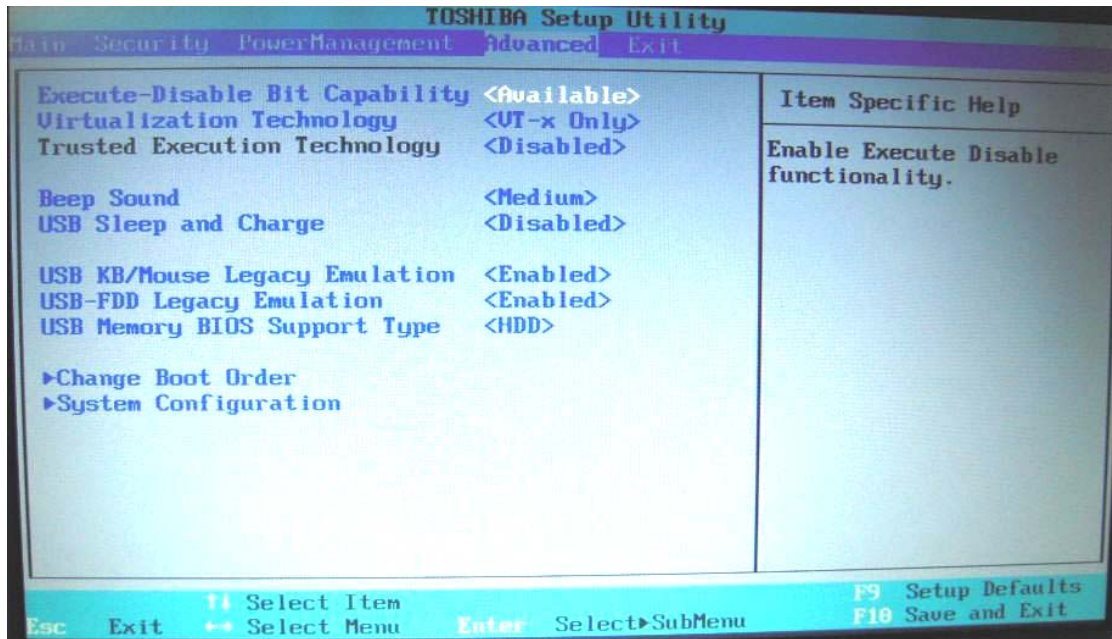 TOSHIBA Setup Utility
Main Security PowerManagement Advanced Exit
Execute-Disable Bit Capability <Available>
Virtualization Technology <VT-x Only>
Trusted Execution Technology <Disabled>
Beep Sound <Medium>
USB Sleep and Charge <Disabled>
USB KB/Mouse Legacy Emulation <Enabled>
USB-FDD Legacy Emulation <Enabled>
USB Memory BIOS Support Type <HDD>
▶Change Boot Order
▶System Configuration
Item Specific Help
Enable Execute Disable
functionality.
↑↓ Select Item F9 Setup Defaults
Esc Exit ←→ Select Menu Enter Select▶SubMenu F10 Save and Exit